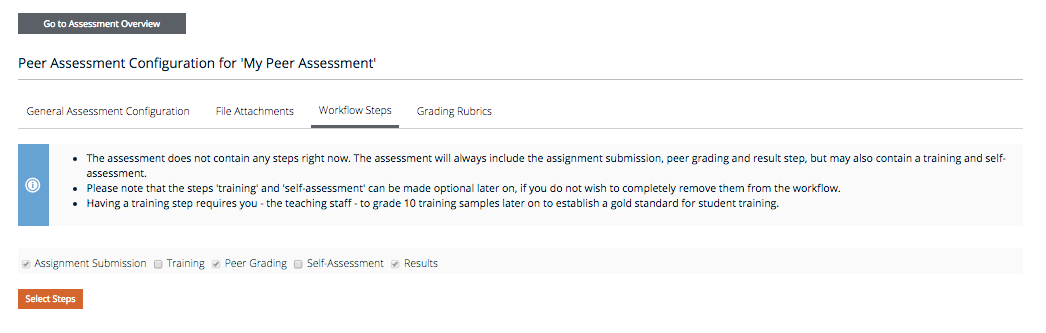 Go to Assessment Overview
Peer Assessment Configuration for 'My Peer Assessment'
General Assessment Configuration File Attachments Workflow Steps Grading Rubrics
• The assessment does not contain any steps right now. The assessment will always include the assignment submission, peer grading and result step, but may also contain a training and self-
assessment.
• Please note that the steps 'training' and 'self-assessment' can be made optional later on, if you do not wish to completely remove them from the workflow.
• Having a training step requires you - the teaching staff - to grade 10 training samples later on to establish a gold standard for student training.
Assignment Submission Training Peer Grading Self-Assessment Results
Select Steps